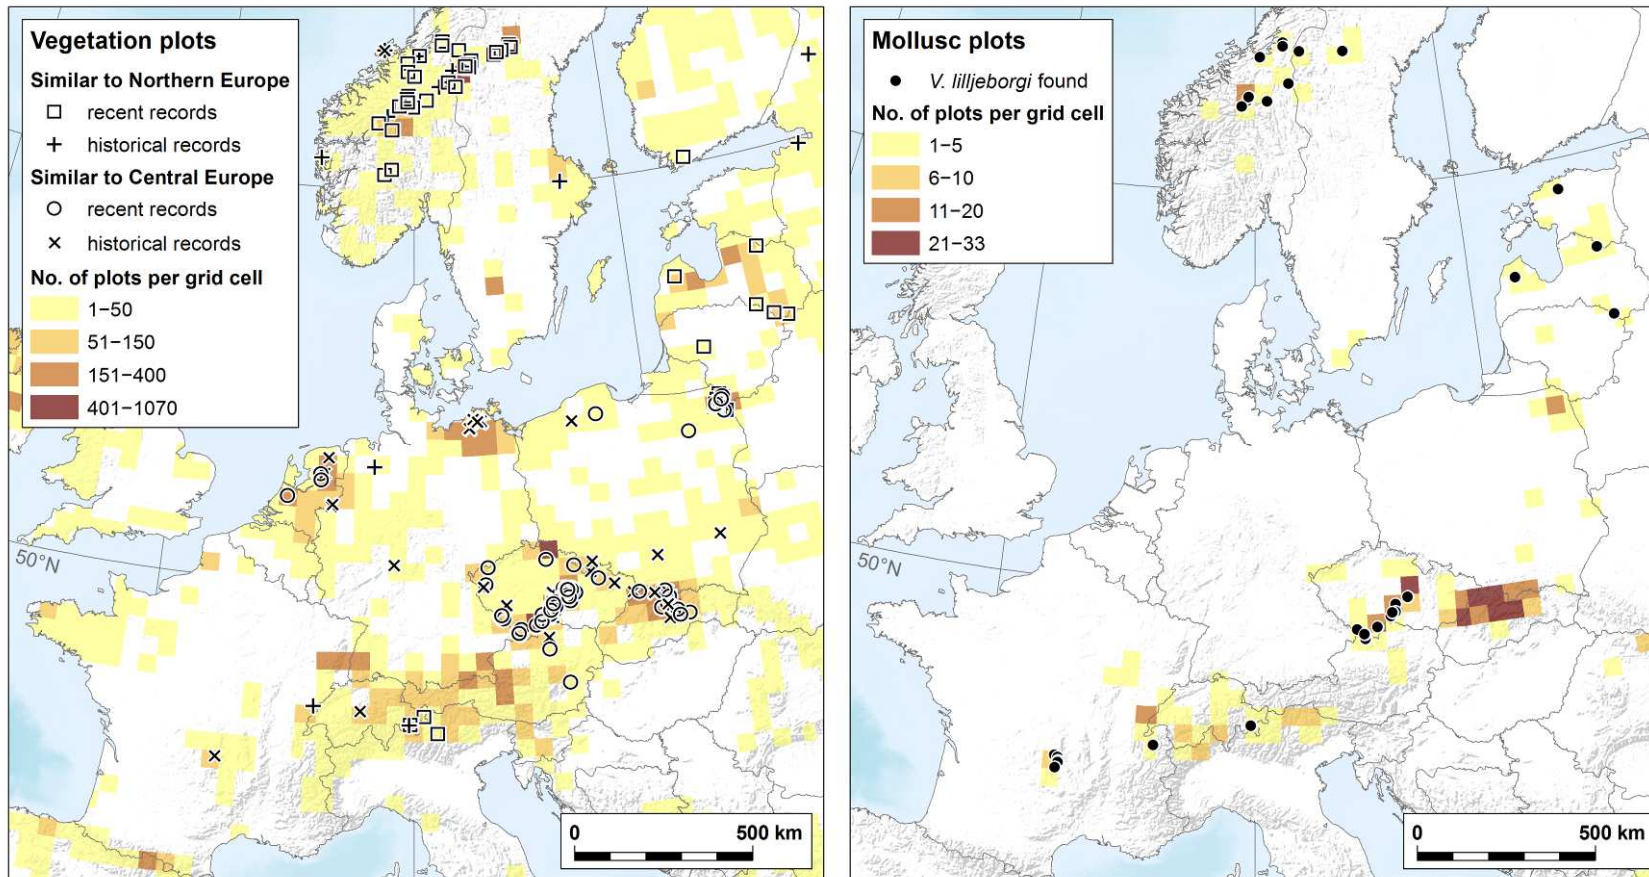 Vegetation plots
Similar to Northern Europe
recent records
historical records
Similar to Central Europe
recent records
historical records
No. of plots per grid cell
1–50
51–150
151–400
401–1070
50°N
0 500 km
Mollusc plots
V. lilljeborgi found
No. of plots per grid cell
1–5
6–10
11–20
21–33
50°N
0 500 km